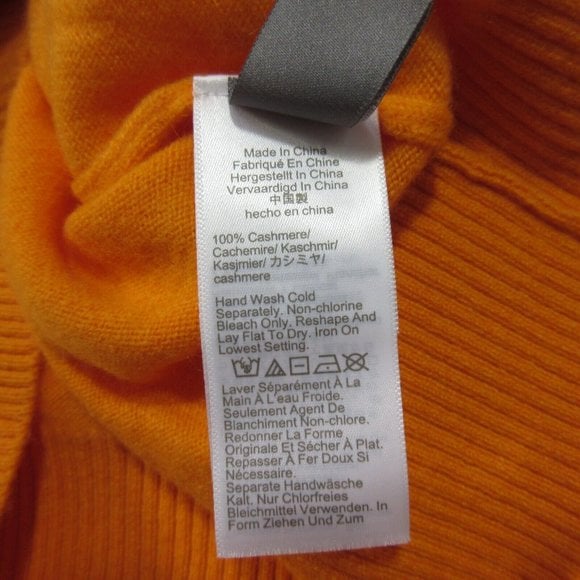 Made In China
Fabriqué En Chine
Hergestellt In China
Vervaardigd In China
中国製
hecho en china
100% Cashmere/
Cachemire/ Kaschmir/
Kasjmier/ カシミヤ/
cashmere
Hand Wash Cold
Separately. Non-chlorine
Bleach Only. Reshape And
Lay Flat To Dry. Iron On
Lowest Setting.
Laver Séparément À La
Main À L'eau Froide.
Seulement Agent De
Blanchiment Non-chlore.
Redonner La Forme
Originale Et Sécher À Plat.
Repasser À Fer Doux Si
Nécessaire.
Separate Handwäsche
Kalt. Nur Chlorfreies
Bleichmittel Verwenden. In
Form Ziehen Und Zum